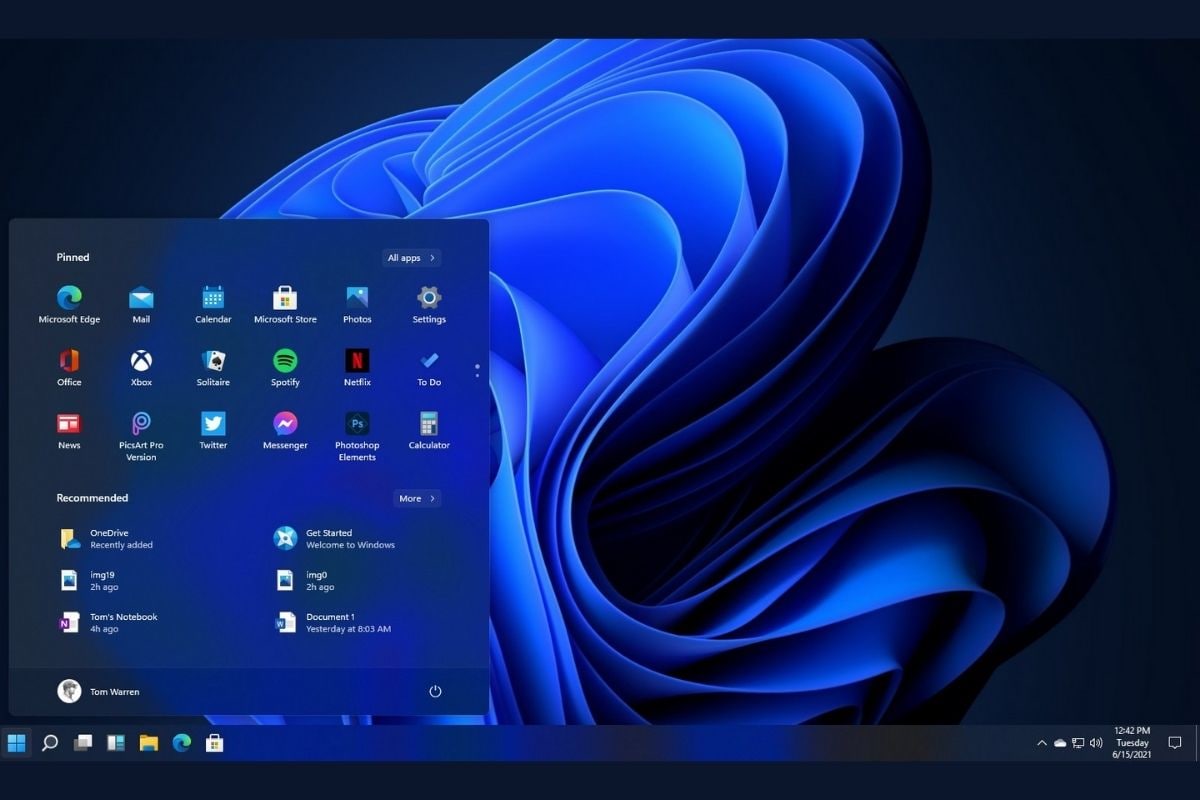 Pinned
All apps
Microsoft Edge
Mail
Calendar
Microsoft Store
Photos
Settings
Office
Xbox
Solitaire
Spotify
N
Netflix
To Do
News
PicsArt Pro
Version
Twitter
Messenger
Ps
Photoshop
Elements
Calculator
Recommended
More
OneDrive
Recently added
Get Started
Welcome to Windows
img19
2h ago
img0
2h ago
N
Tom's Notebook
4h ago
W
Document 1
Yesterday at 8:03 AM
Tom Warren
12:42 PM
Tuesday
6/15/2021